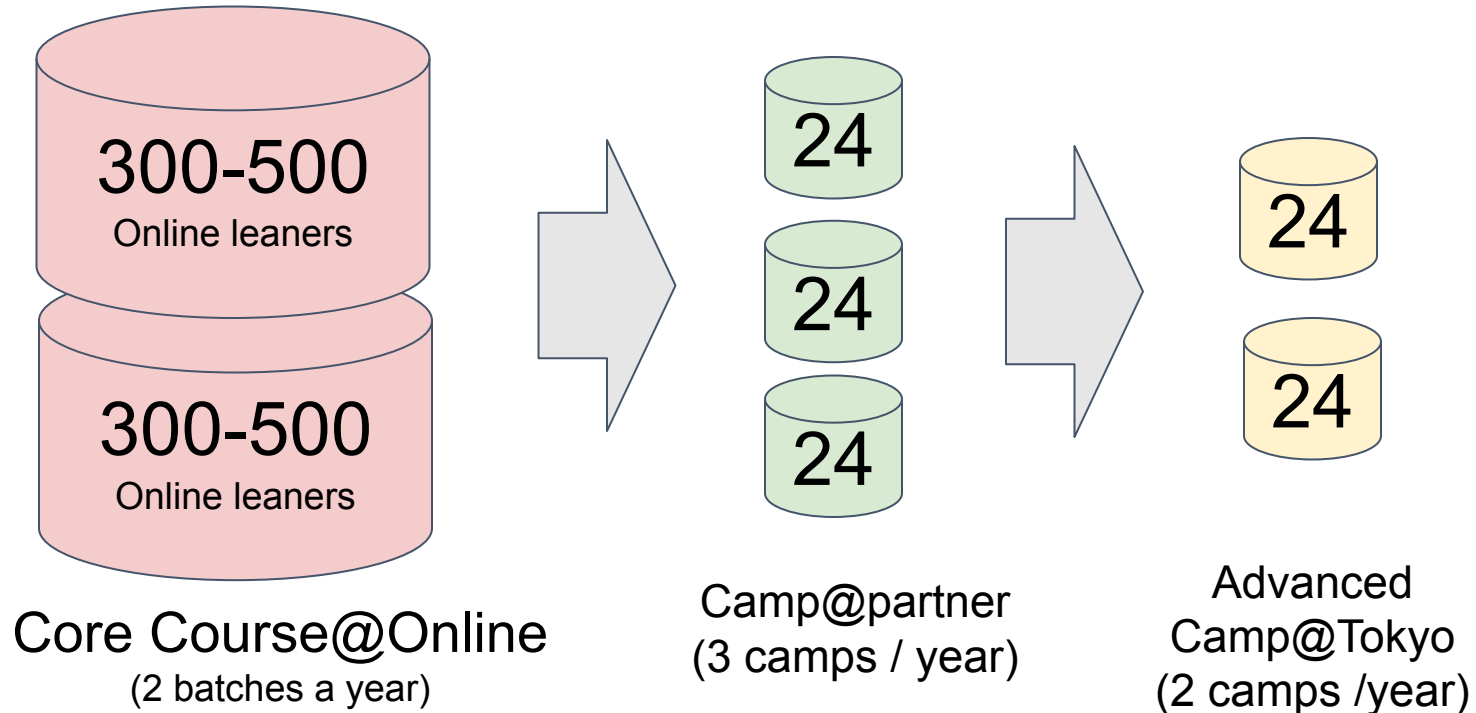 300-500
Online leaners
300-500
Online leaners
Core Course@Online
(2 batches a year)
24
24
24
Camp@partner
(3 camps / year)
24
24
Advanced
Camp@Tokyo
(2 camps /year)